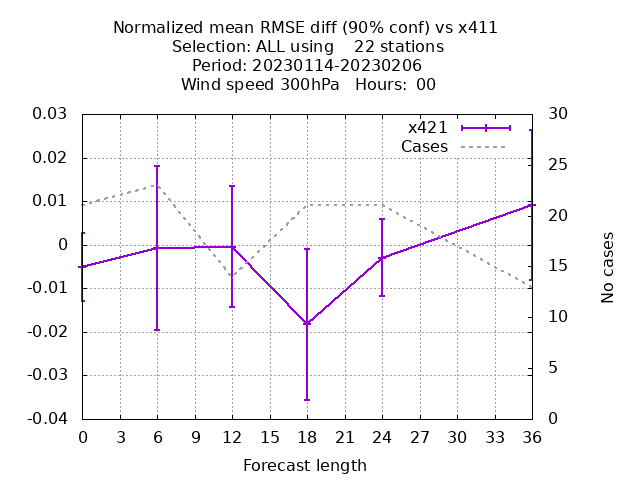 Normalized mean RMSE diff (90% conf) vs x411
Selection: ALL using    22 stations
Period: 20230114-20230206
Wind speed 300hPa   Hours:  00
x421
Cases
0.03
0.02
0.01
0
-0.01
-0.02
-0.03
-0.04
30
25
20
15
10
5
0
No cases
0 3 6 9 12 15 18 21 24 27 30 33 36
Forecast length